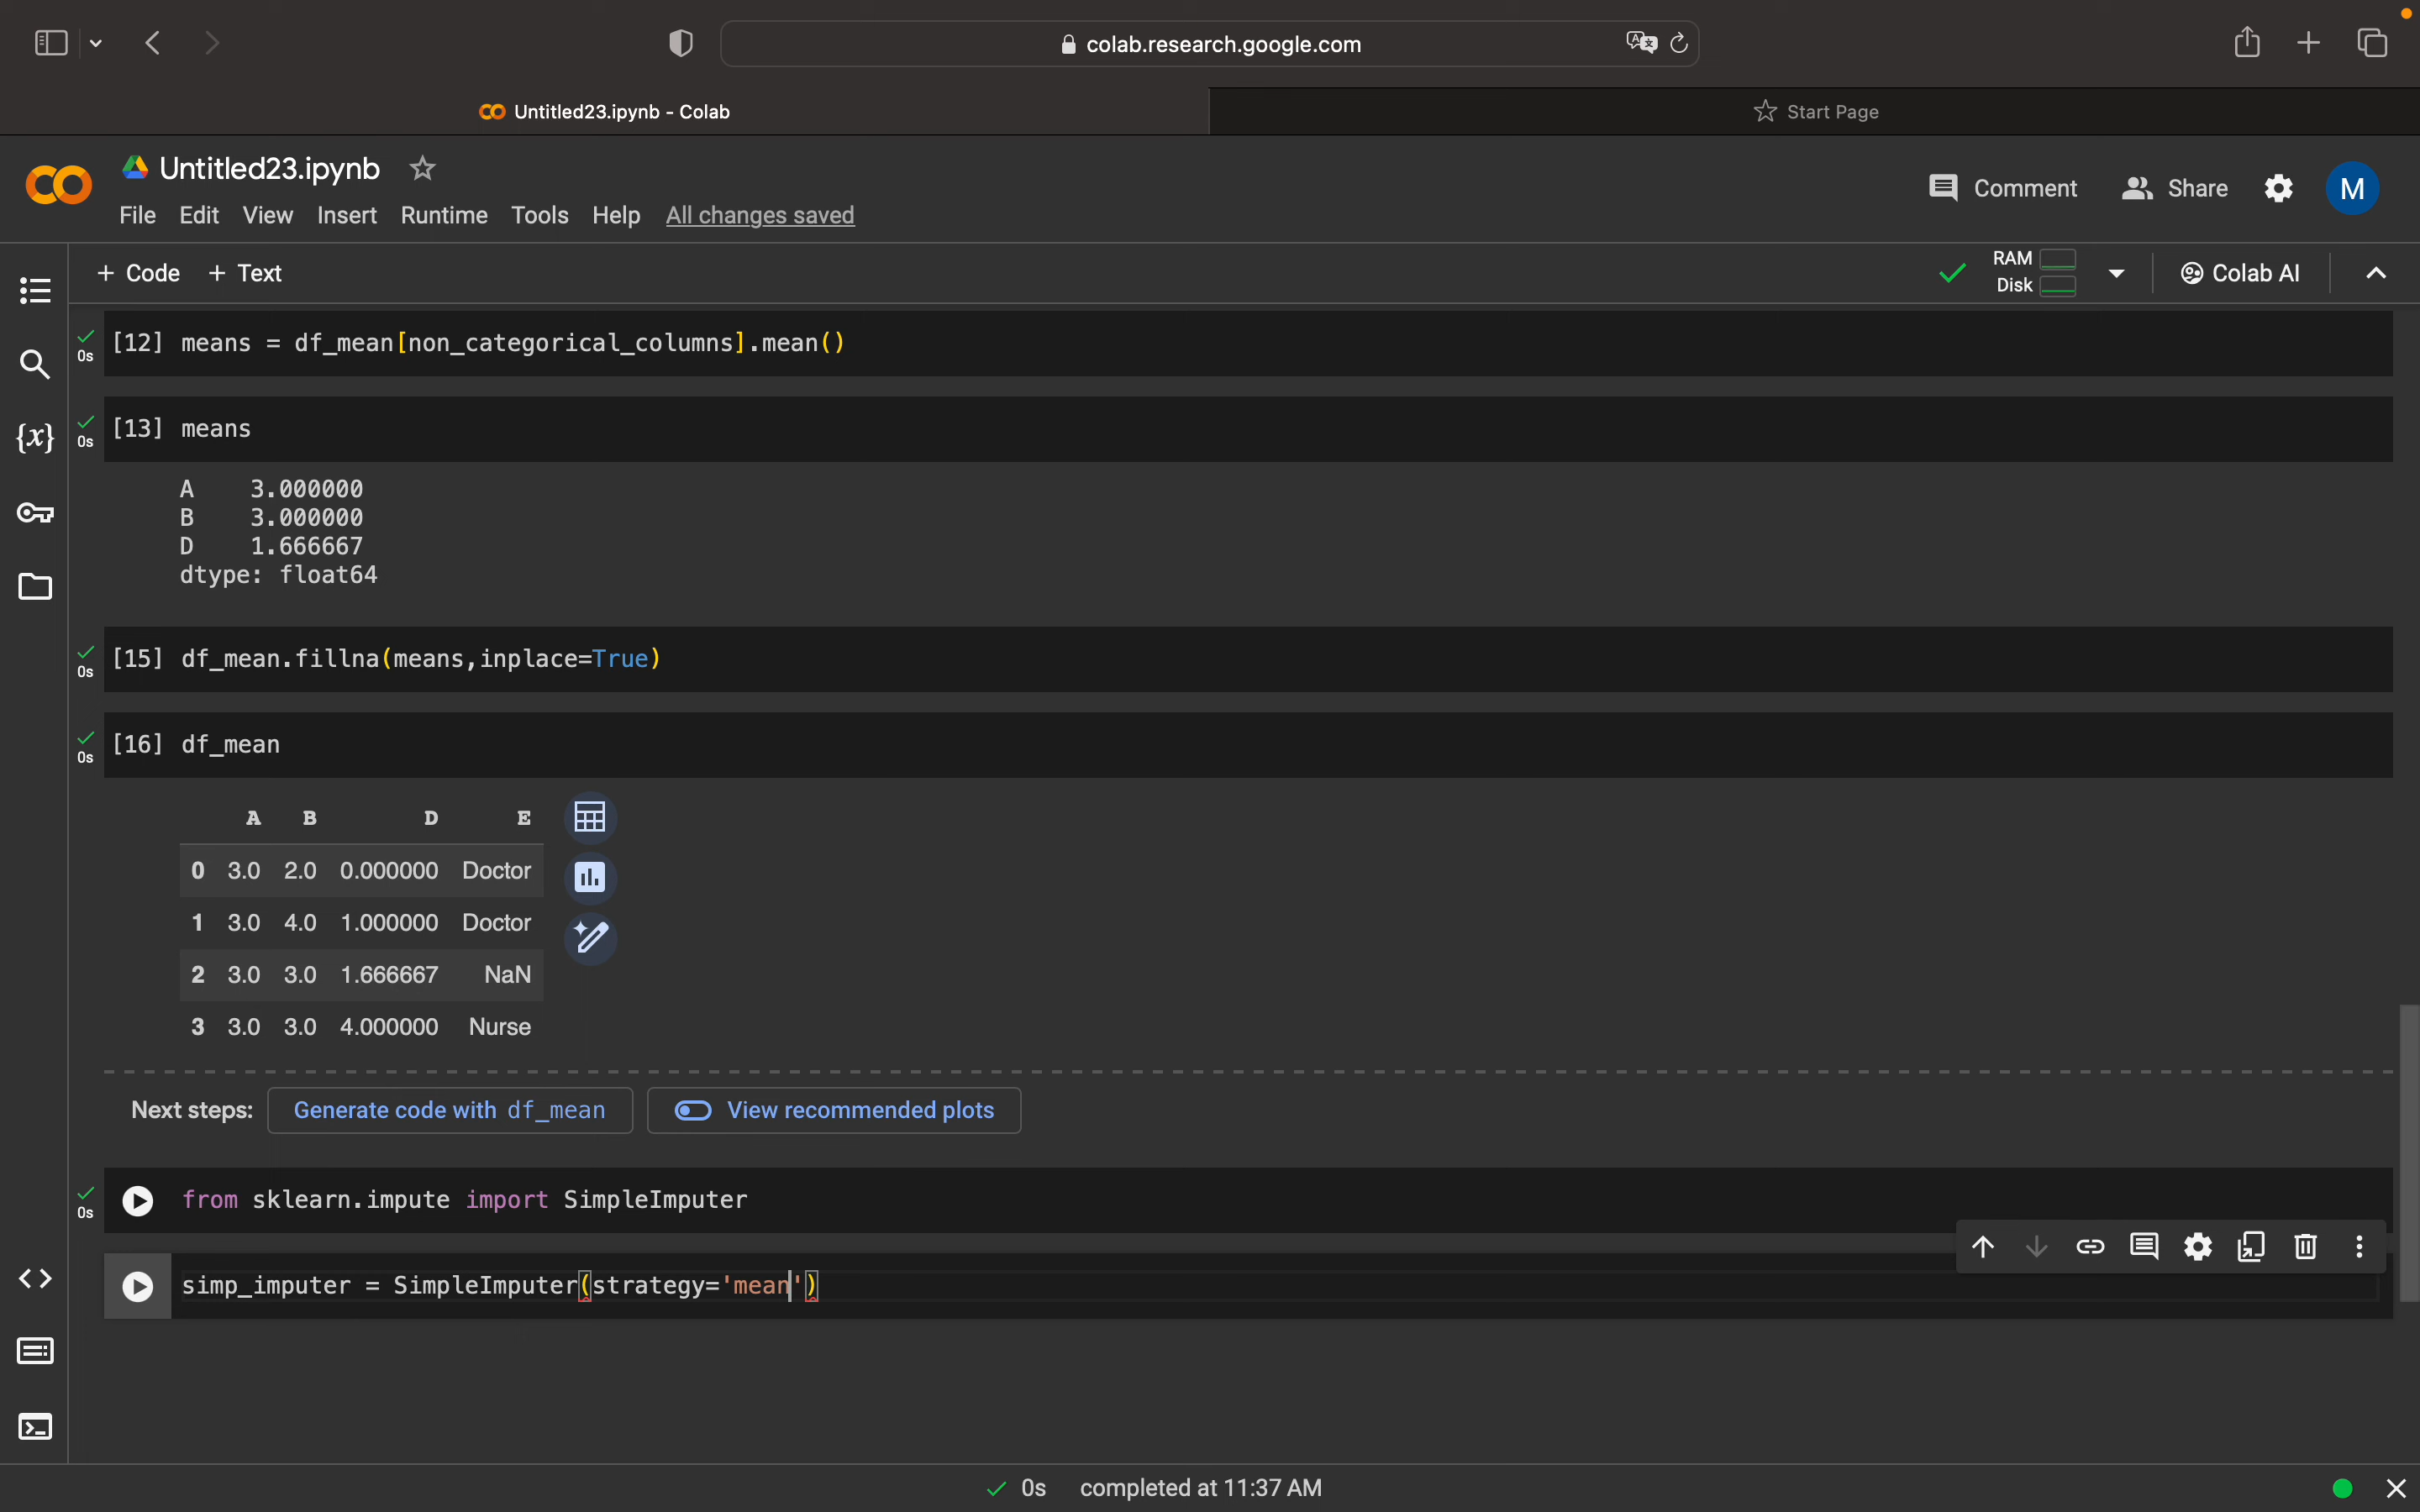 colab.research.google.com
Untitled23.ipynb - Colab
Start Page
Untitled23.ipynb
Comment
Share
M
File Edit View Insert Runtime Tools Help All changes saved
+ Code + Text
RAM
Disk
Colab AI
0s
[12] means = df_mean[non_categorical_columns].mean()
0s
[13] means
A 3.000000
B 3.000000
D 1.666667
dtype: float64
0s
[15] df_mean.fillna(means,inplace=True)
0s
[16] df_mean
A B D E
0 3.0 2.0 0.000000 Doctor
1 3.0 4.0 1.000000 Doctor
2 3.0 3.0 1.666667 NaN
3 3.0 3.0 4.000000 Nurse
Next steps: Generate code with df_mean View recommended plots
0s
from sklearn.impute import SimpleImputer
simp_imputer = SimpleImputer(strategy='mean')
0s completed at 11:37 AM